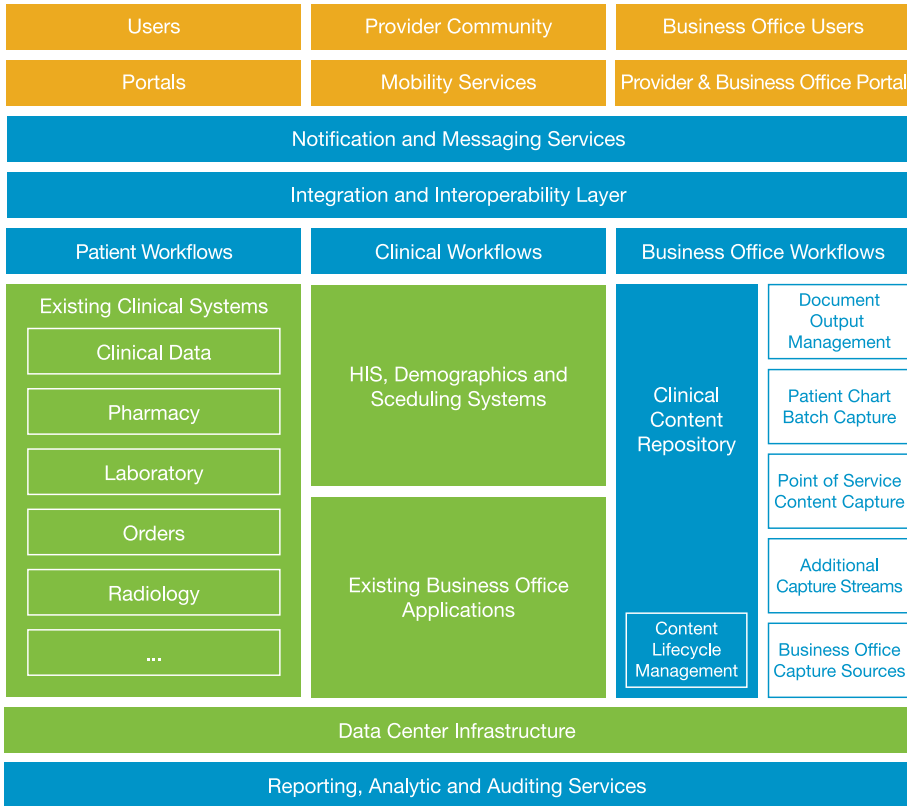 Users
Provider Community
Business Office Users
Portals
Mobility Services
Provider & Business Office Portal
Notification and Messaging Services
Integration and Interoperability Layer
Patient Workflows
Clinical Workflows
Business Office Workflows
Existing Clinical Systems
Clinical Data
Pharmacy
Laboratory
Orders
Radiology
...
HIS, Demographics and
Sceduling Systems
Existing Business Office
Applications
Clinical
Content
Repository
Content
Lifecycle
Management
Document
Output
Management
Patient Chart
Batch Capture
Point of Service
Content Capture
Additional
Capture Streams
Business Office
Capture Sources
Data Center Infrastructure
Reporting, Analytic and Auditing Services